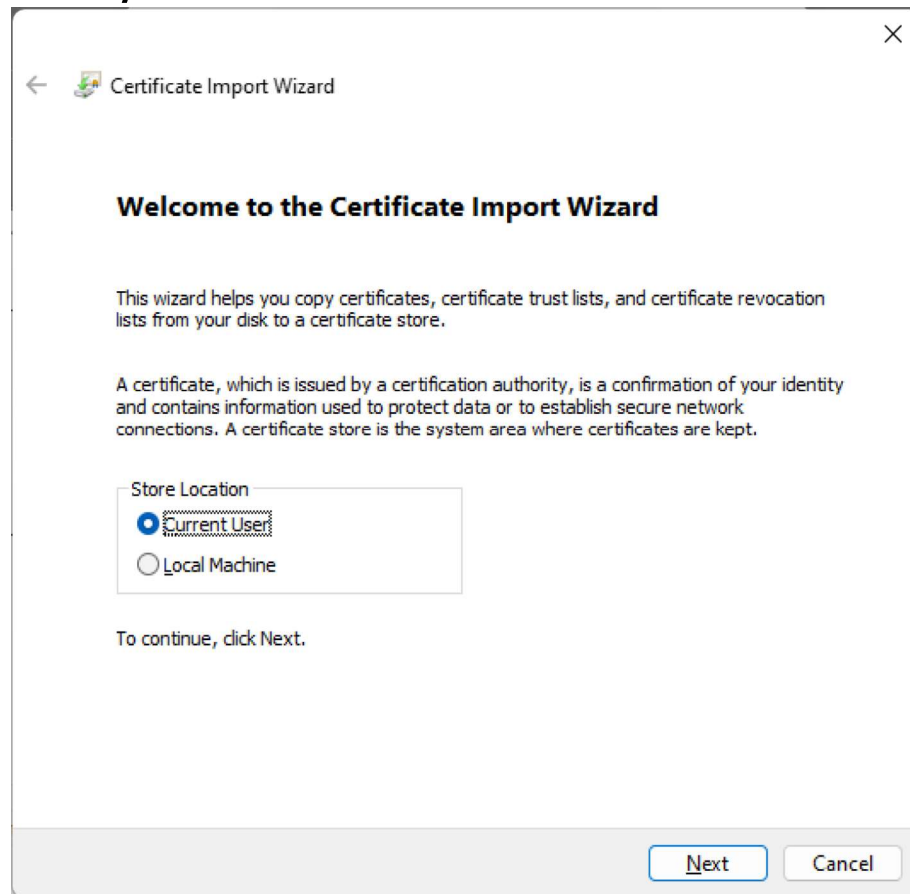 Certificate Import Wizard
Welcome to the Certificate Import Wizard
This wizard helps you copy certificates, certificate trust lists, and certificate revocation
lists from your disk to a certificate store.
A certificate, which is issued by a certification authority, is a confirmation of your identity
and contains information used to protect data or to establish secure network
connections. A certificate store is the system area where certificates are kept.
Store Location
Current User
Local Machine
To continue, click Next.
Next Cancel